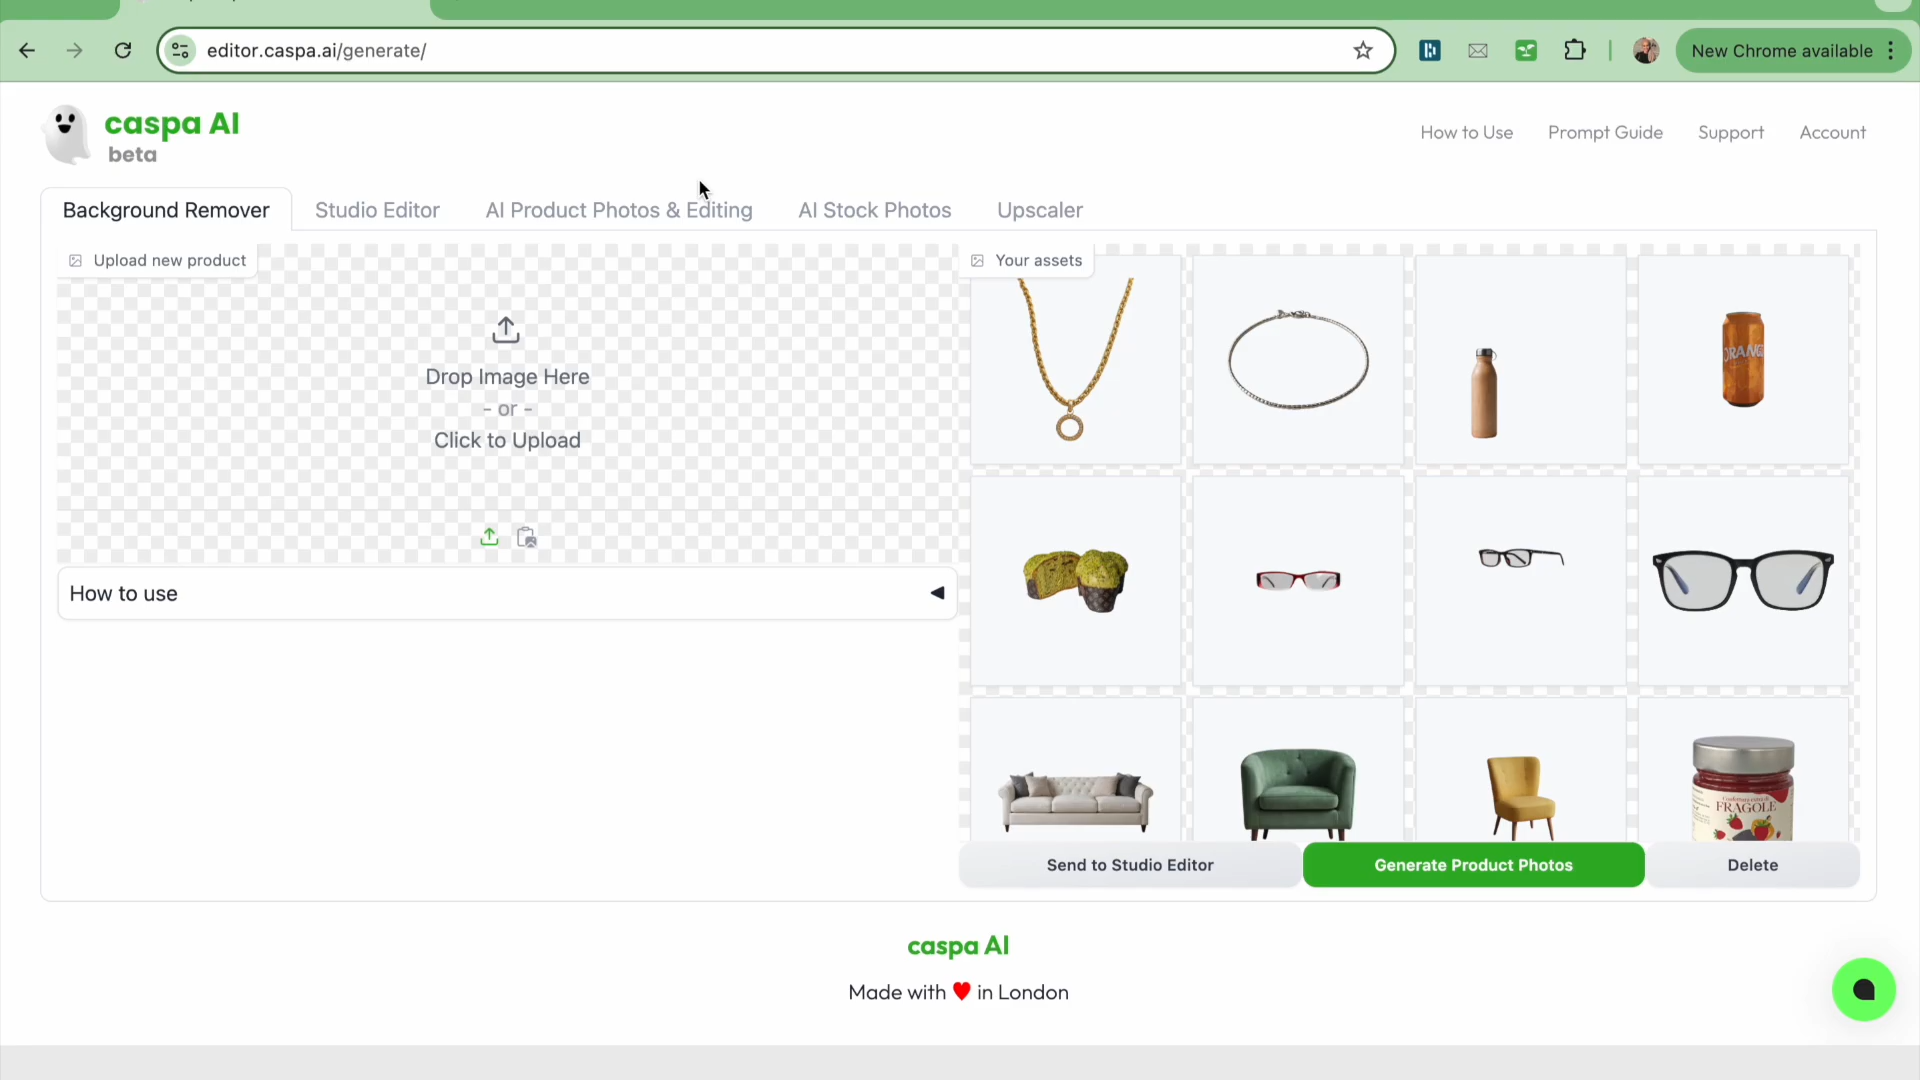 editor.caspa.ai/generate/
New Chrome available
caspa AI
beta
How to Use
Prompt Guide
Support
Account
Background Remover
Studio Editor
AI Product Photos & Editing
AI Stock Photos
Upscaler
Upload new product
Drop Image Here
- or -
Click to Upload
How to use
Your assets
ORANG
FRAGOLE
Send to Studio Editor
Generate Product Photos
Delete
caspa AI
Made with ♥ in London